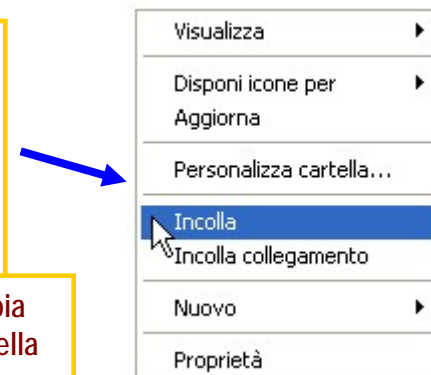 Visualizza
Disponi icone per
Aggiorna
Personalizza cartella...
Incolla
Incolla collegamento
Nuovo
Proprietà